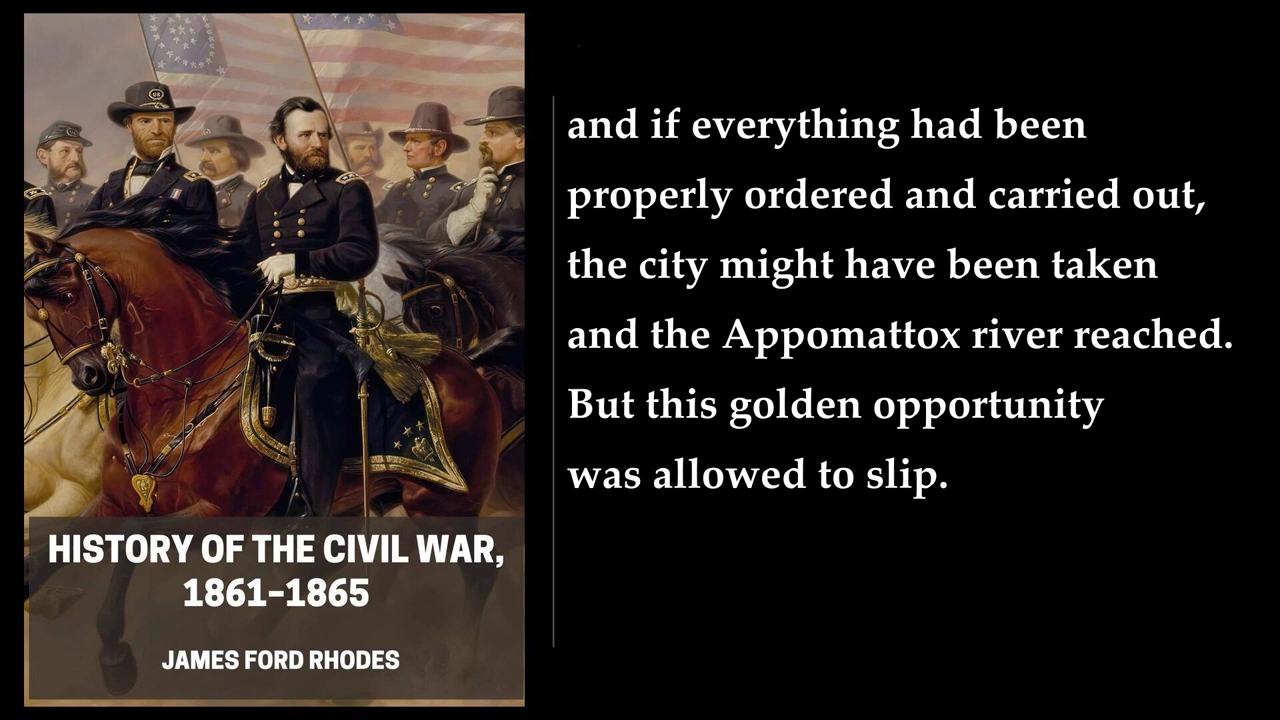 HISTORY OF THE CIVIL WAR,
1861–1865
JAMES FORD RHODES
and if everything had been
properly ordered and carried out,
the city might have been taken
and the Appomattox river reached.
But this golden opportunity
was allowed to slip.